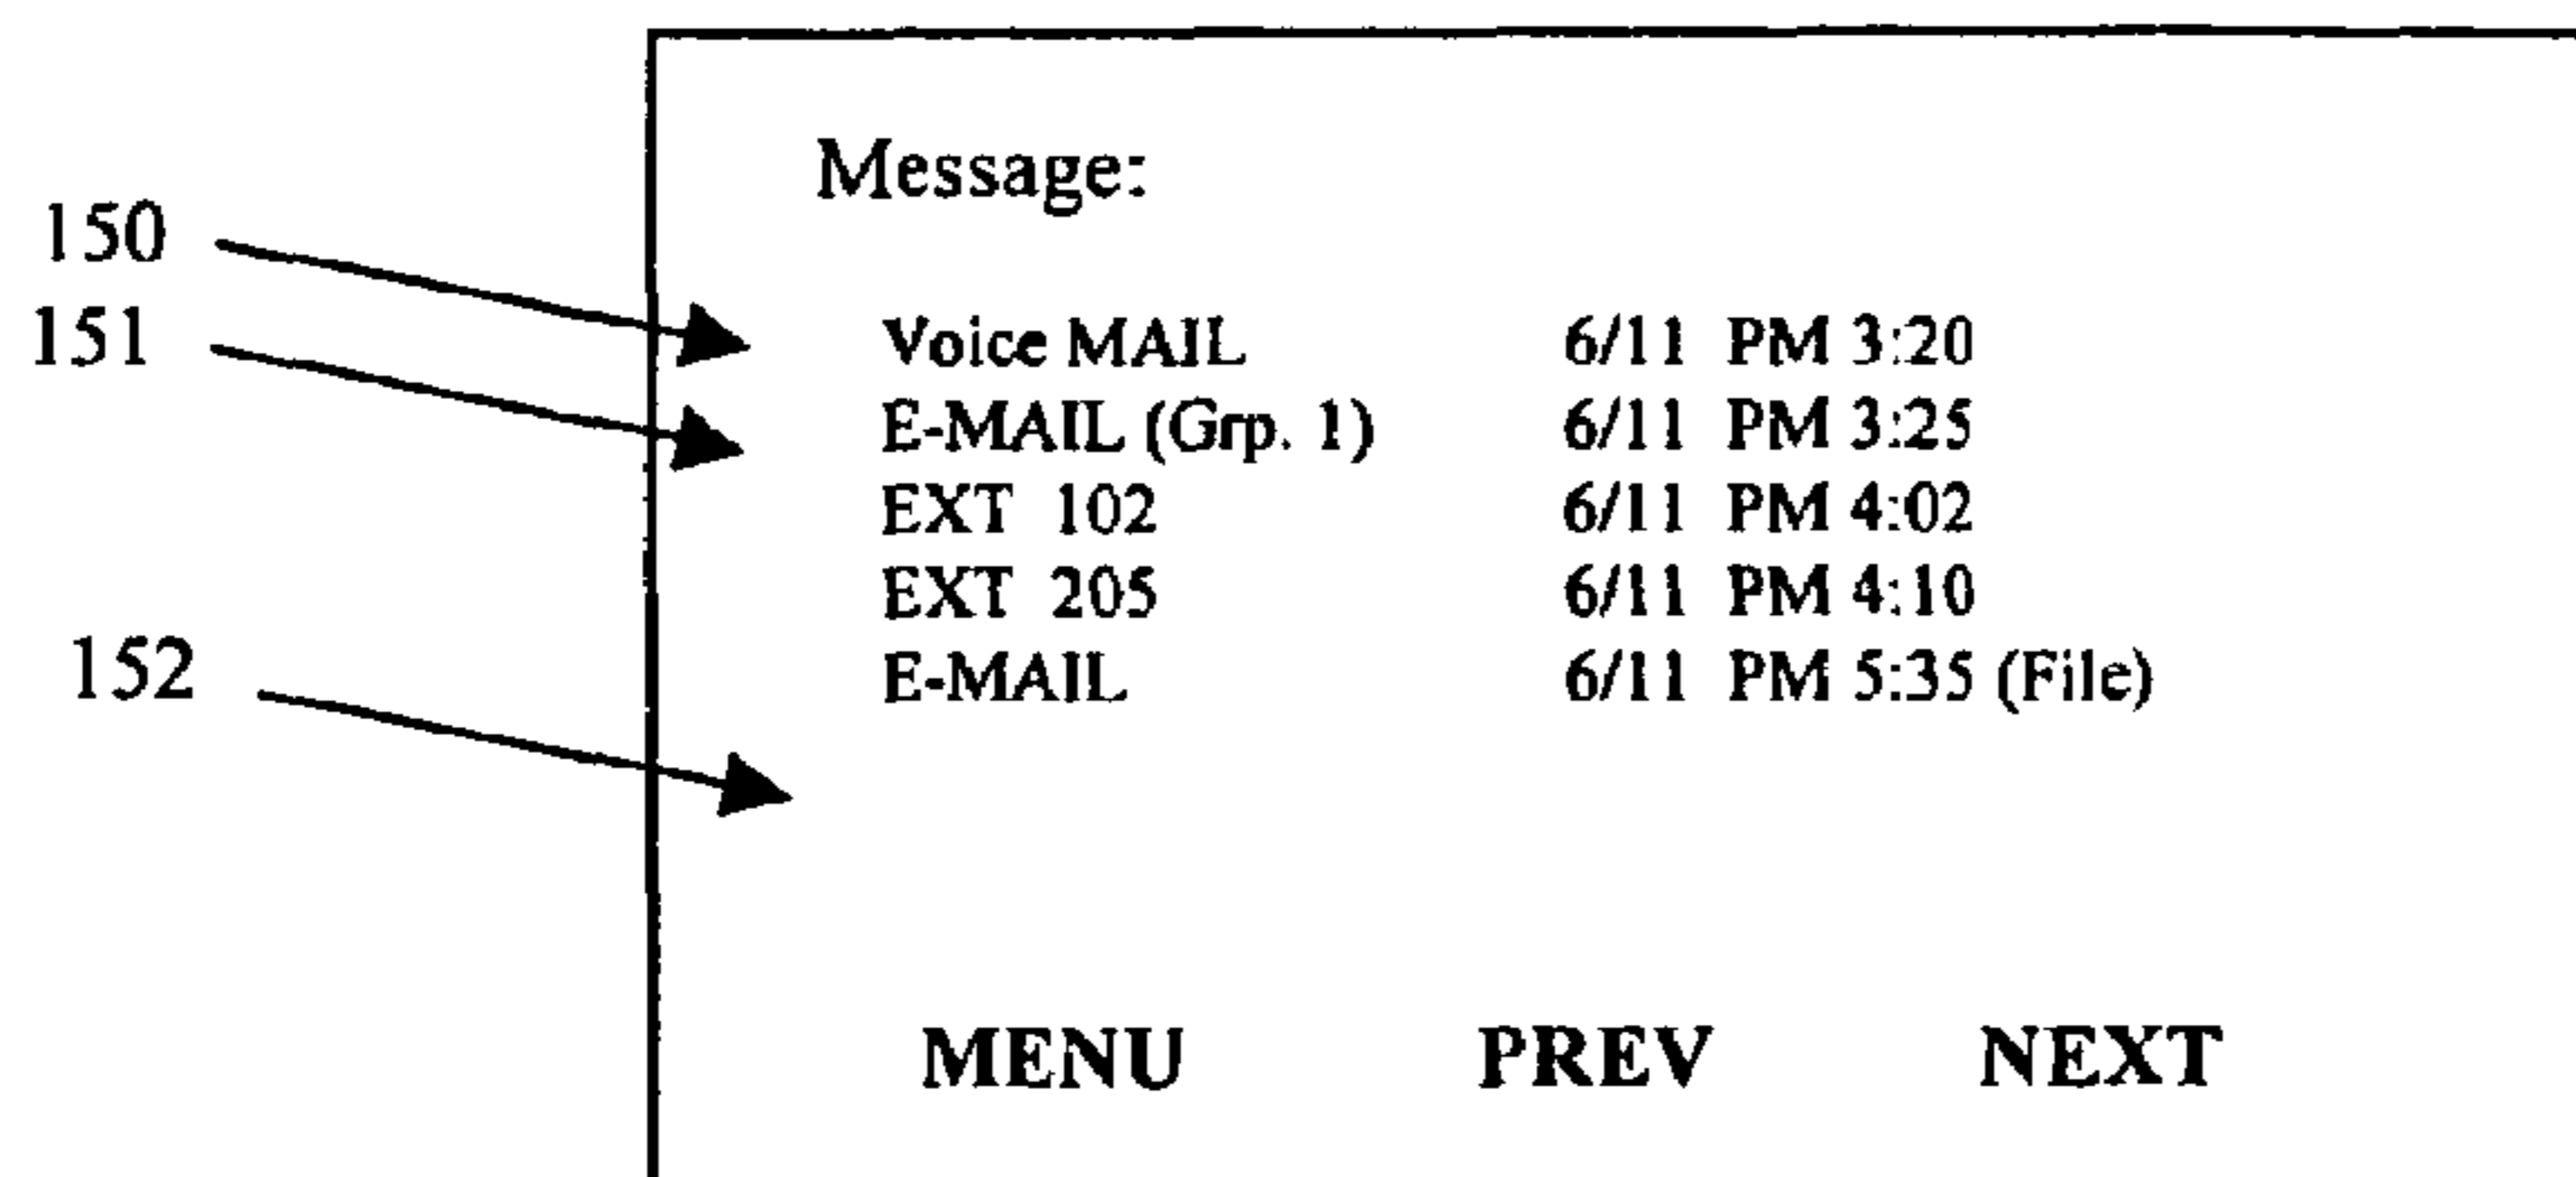 Message:
150
151
Voice MAIL 6/11 PM 3:20
E-MAIL (Grp. 1) 6/11 PM 3:25
EXT 102 6/11 PM 4:02
EXT 205 6/11 PM 4:10
152
E-MAIL 6/11 PM 5:35 (File)
MENU PREV NEXT